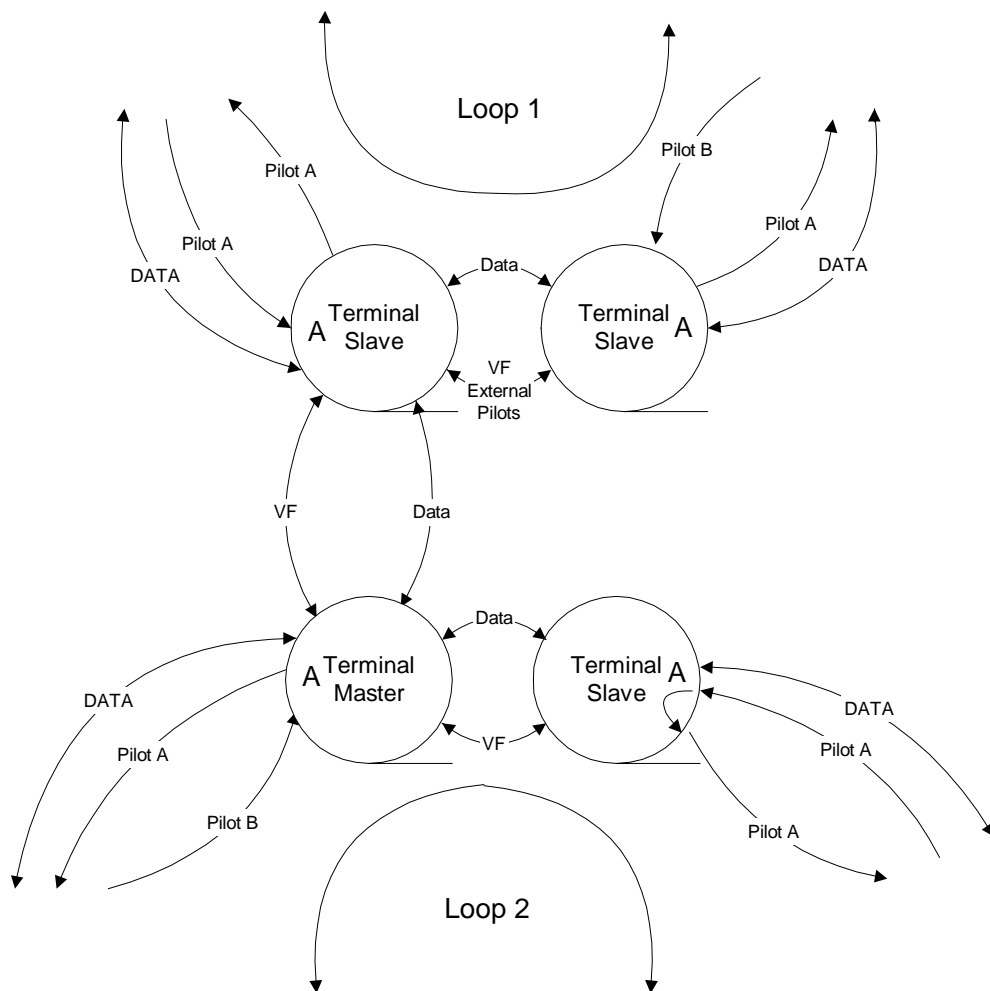 Loop 1
Pilot B
Pilot A
Pilot A
Pilot A
DATA
DATA
Data
A
Terminal
Slave
Terminal
Slave
A
VF
External
Pilots
VF
Data
Data
A
Terminal
Master
Terminal
Slave
A
DATA
DATA
VF
Pilot A
Pilot A
Pilot B
Pilot A
Loop 2